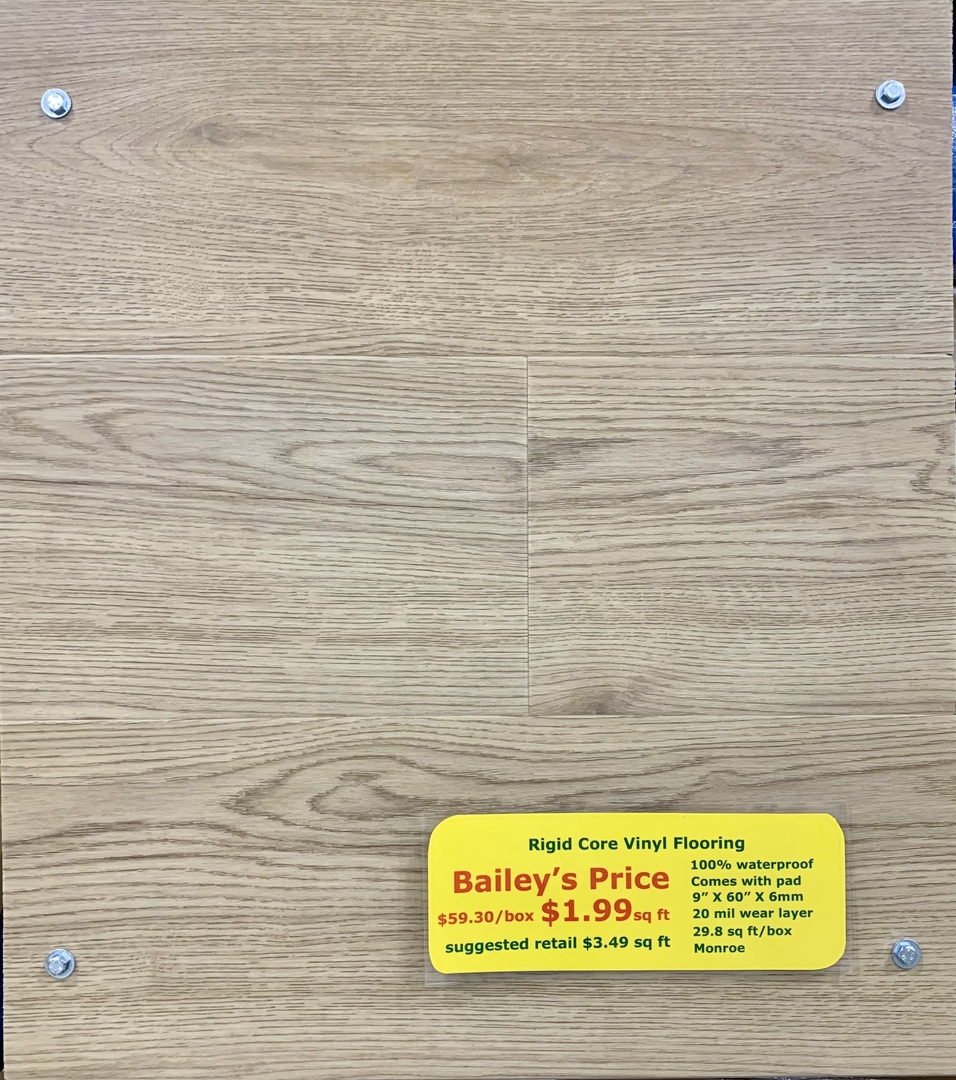 Rigid Core Vinyl Flooring
Bailey’s Price
$59.30/box $1.99sq ft
suggested retail $3.49 sq ft
100% waterproof
Comes with pad
9” X 60” X 6mm
20 mil wear layer
29.8 sq ft/box
Monroe